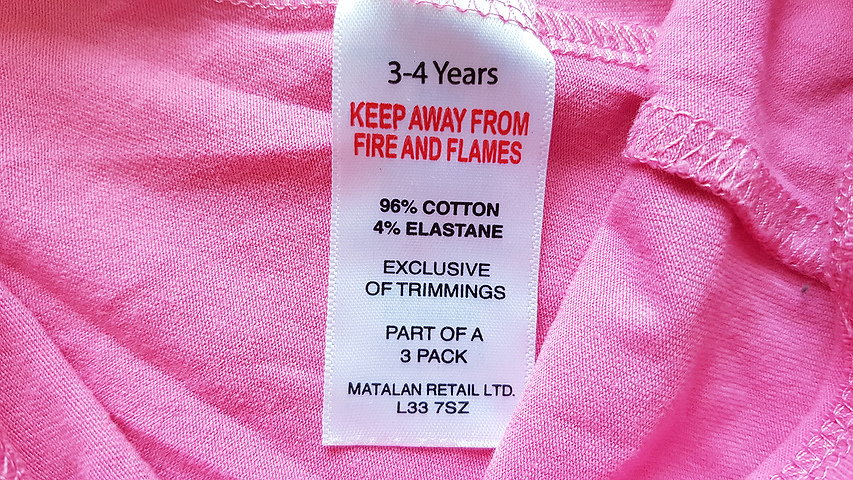 3-4 Years
KEEP AWAY FROM
FIRE AND FLAMES
96% COTTON
4% ELASTANE
EXCLUSIVE
OF TRIMMINGS
PART OF A
3 PACK
MATALAN RETAIL LTD.
L33 7SZ